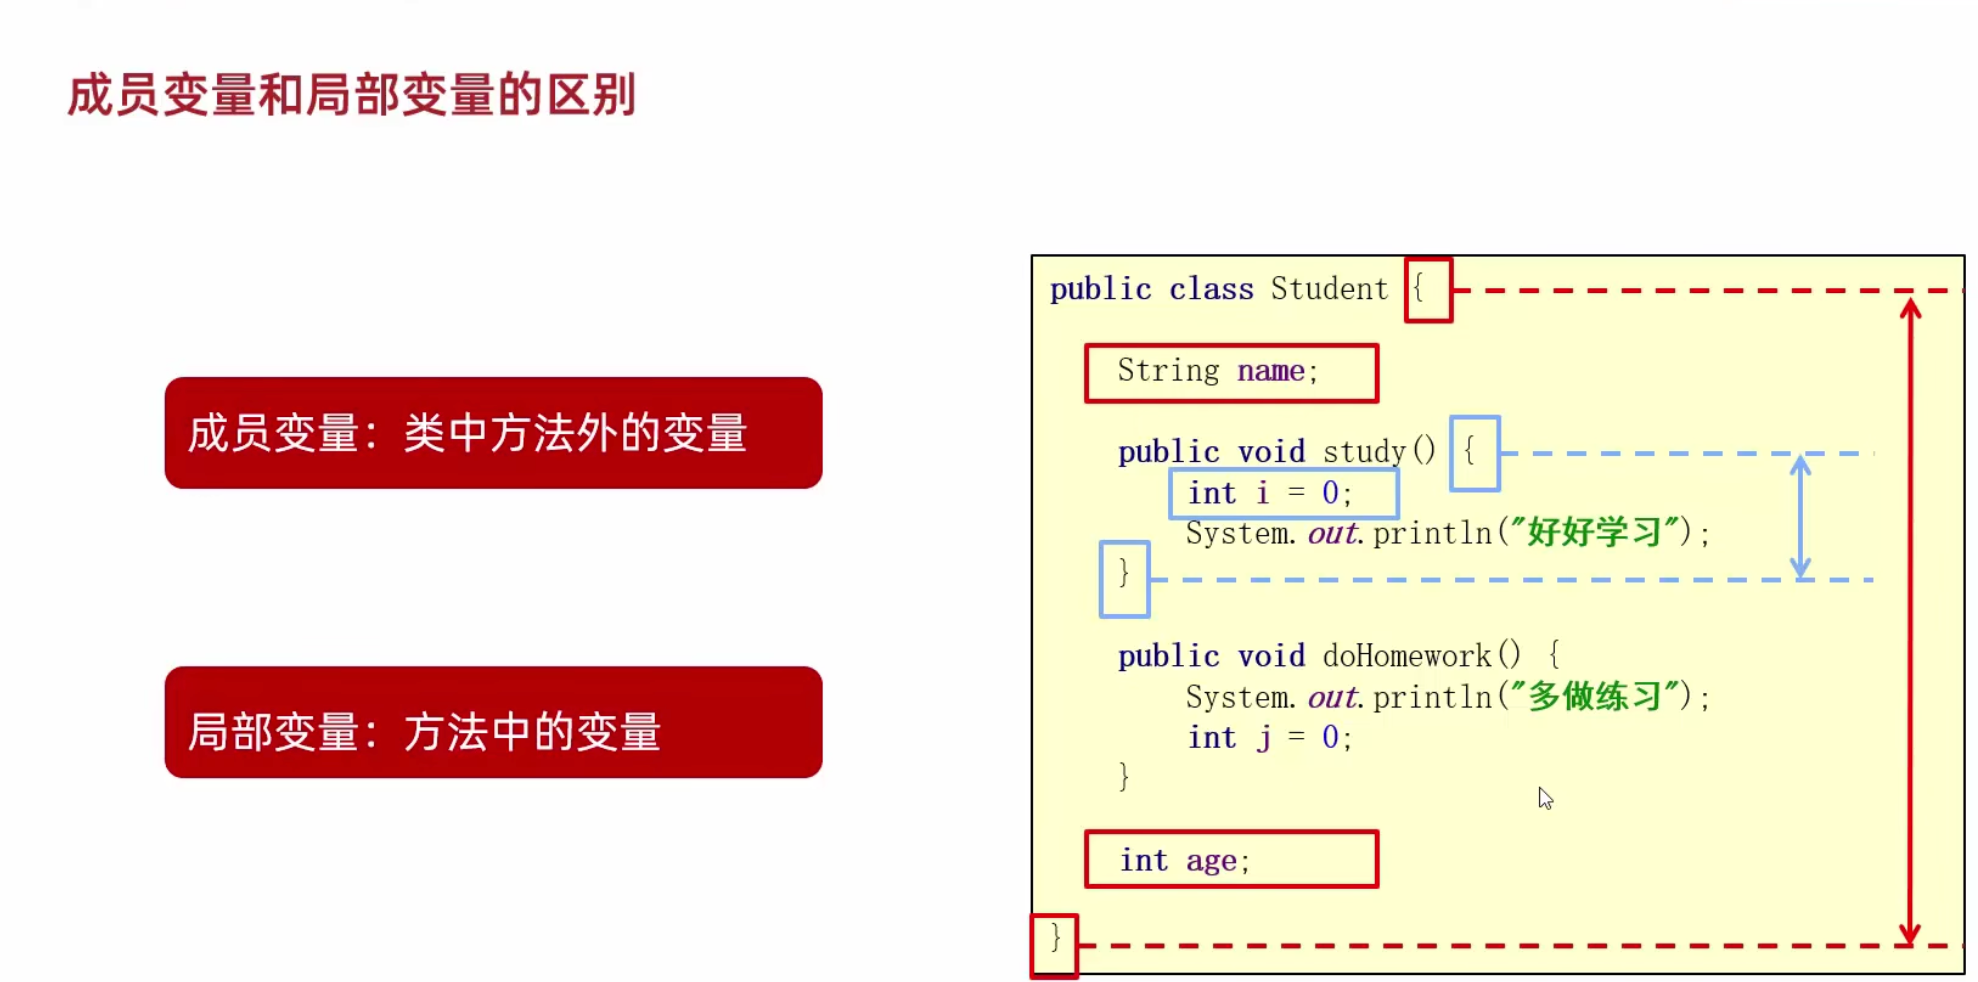 成员变量和局部变量的区别
成员变量：类中方法外的变量
局部变量：方法中的变量
public class Student {
String name;
public void study() {
int i = 0;
System.out.println("好好学习");
}
public void doHomework() {
System.out.println("多做练习");
int j = 0;
}
int age;
}